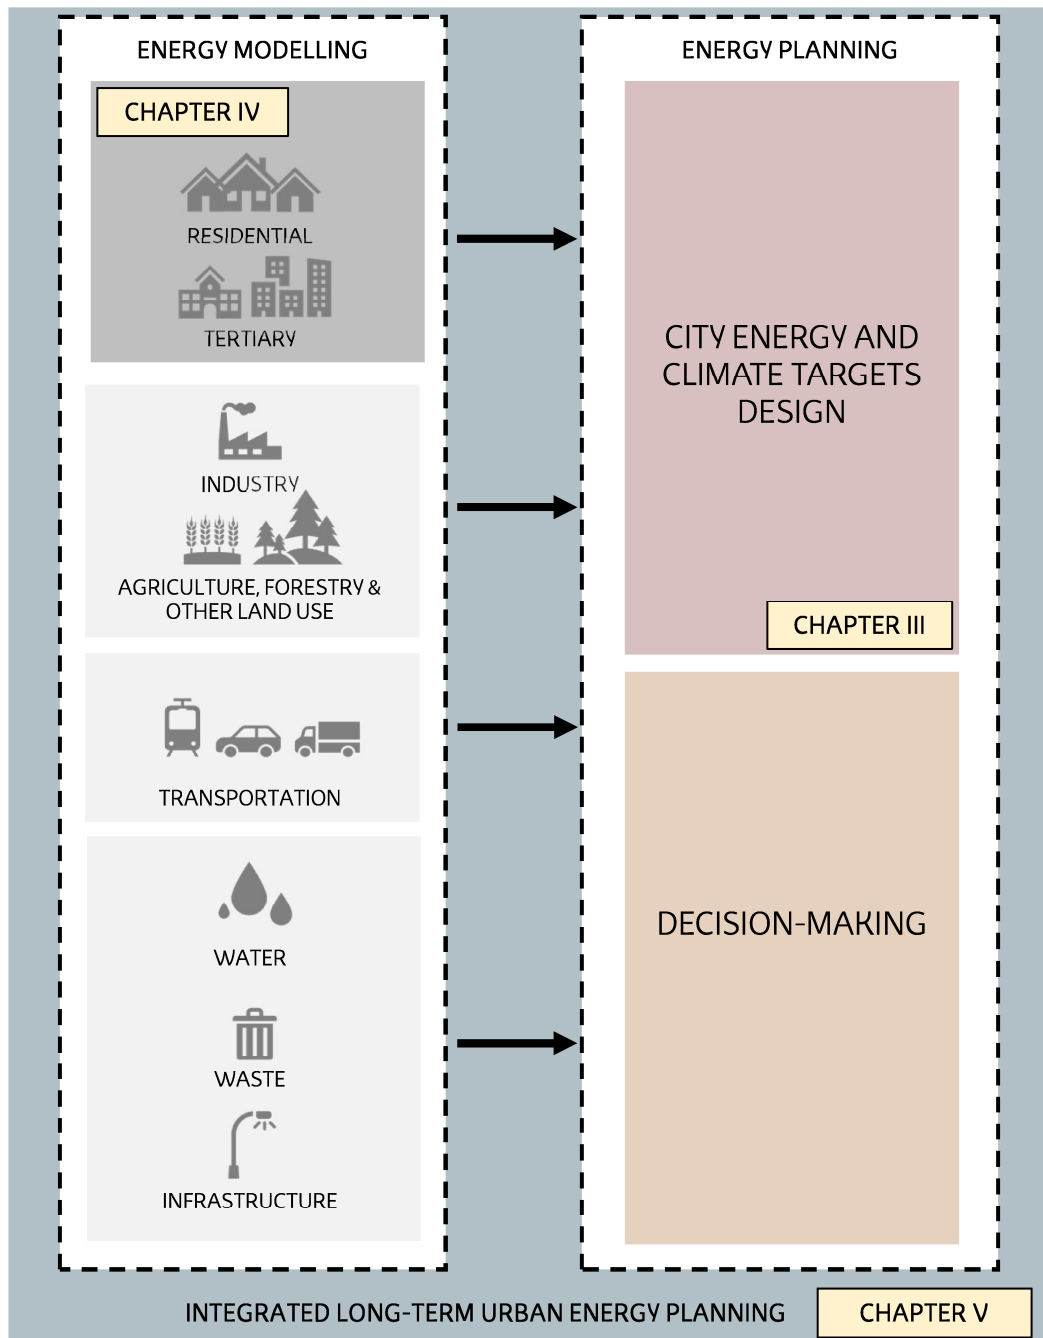 ENERGY MODELLING
CHAPTER IV
RESIDENTIAL
TERTIARY
INDUSTRY
AGRICULTURE, FORESTRY &
OTHER LAND USE
TRANSPORTATION
WATER
WASTE
INFRASTRUCTURE
ENERGY PLANNING
CITY ENERGY AND
CLIMATE TARGETS
DESIGN
CHAPTER III
DECISION-MAKING
INTEGRATED LONG-TERM URBAN ENERGY PLANNING
CHAPTER V